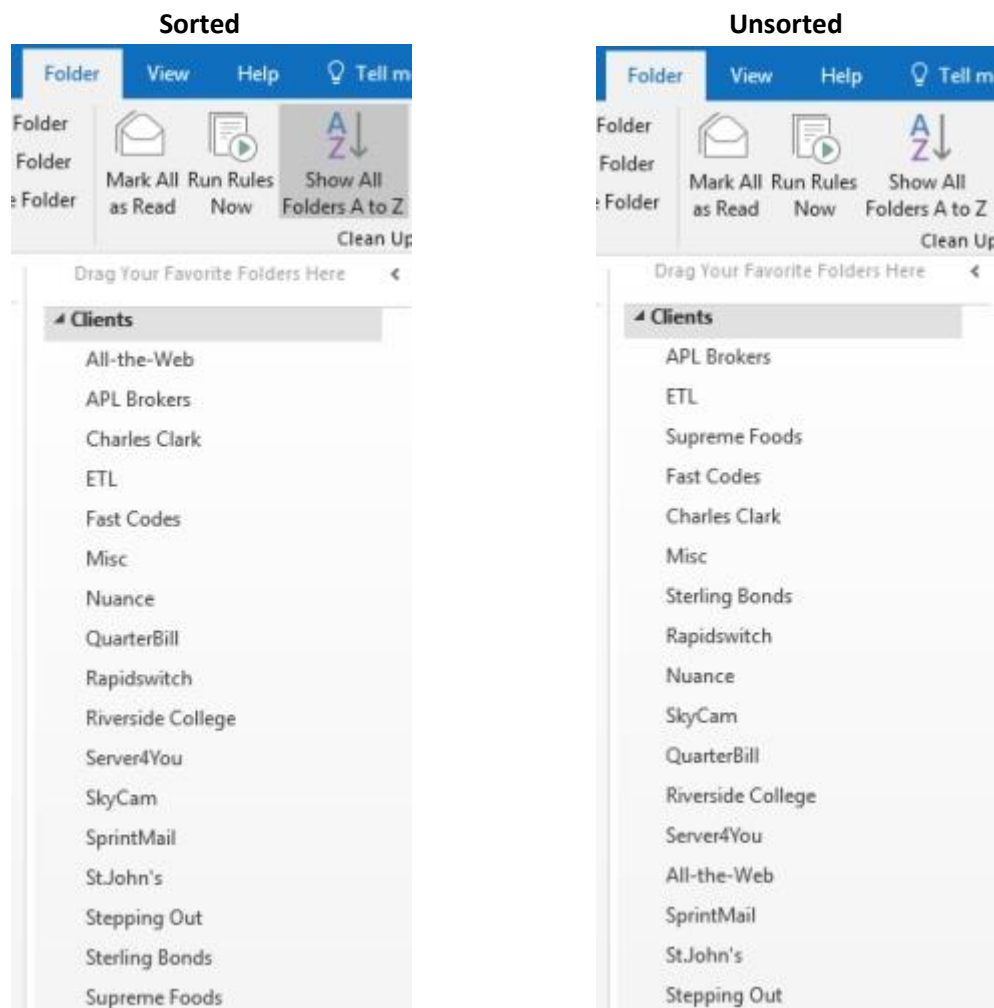 Sorted
Folder View Help Tell m
Folder
Folder
e Folder
Mark All
as Read
Run Rules
Now
Show All
Folders A to Z
Clean Up
Drag Your Favorite Folders Here
Clients
All-the-Web
APL Brokers
Charles Clark
ETL
Fast Codes
Misc
Nuance
QuarterBill
Rapidswitch
Riverside College
Server4You
SkyCam
SprintMail
St.John's
Stepping Out
Sterling Bonds
Supreme Foods
Unsorted
Folder View Help Tell m
Folder
Folder
e Folder
Mark All
as Read
Run Rules
Now
Show All
Folders A to Z
Clean Up
Drag Your Favorite Folders Here
Clients
APL Brokers
ETL
Supreme Foods
Fast Codes
Charles Clark
Misc
Sterling Bonds
Rapidswitch
Nuance
SkyCam
QuarterBill
Riverside College
Server4You
All-the-Web
SprintMail
St.John's
Stepping Out